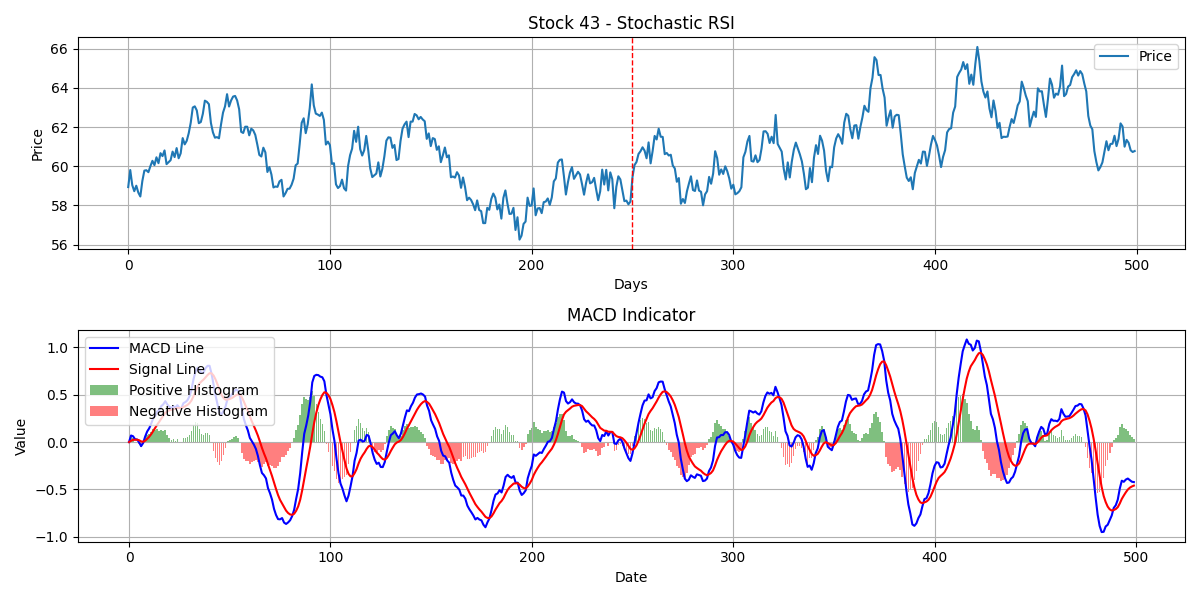 Stock 43 - Stochastic RSI
Price
66
64
62
60
58
56
Price
0 100 200 300 400 500
Days
MACD Indicator
MACD Line
Signal Line
Positive Histogram
Negative Histogram
Value
1.0
0.5
0.0
−0.5
−1.0
0 100 200 300 400 500
Date